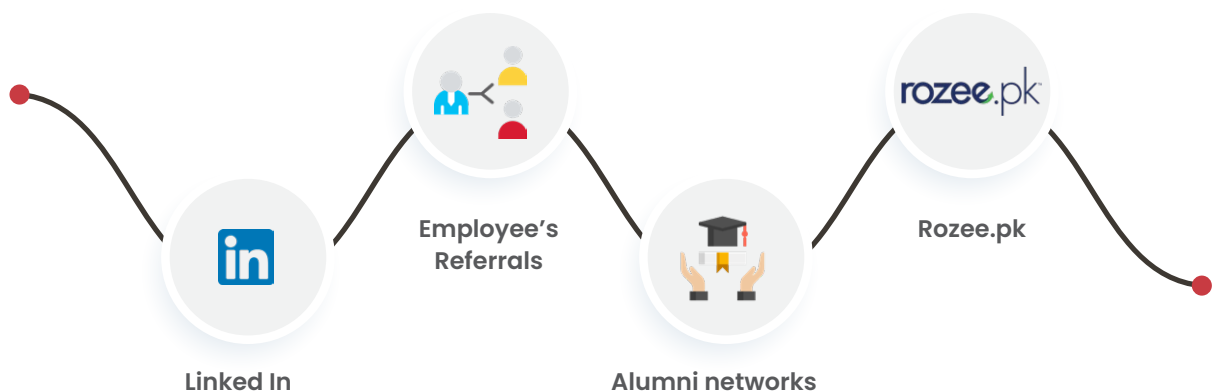 in
Linked In
Employee’s
Referrals
Alumni networks
rozee.pk
Rozee.pk